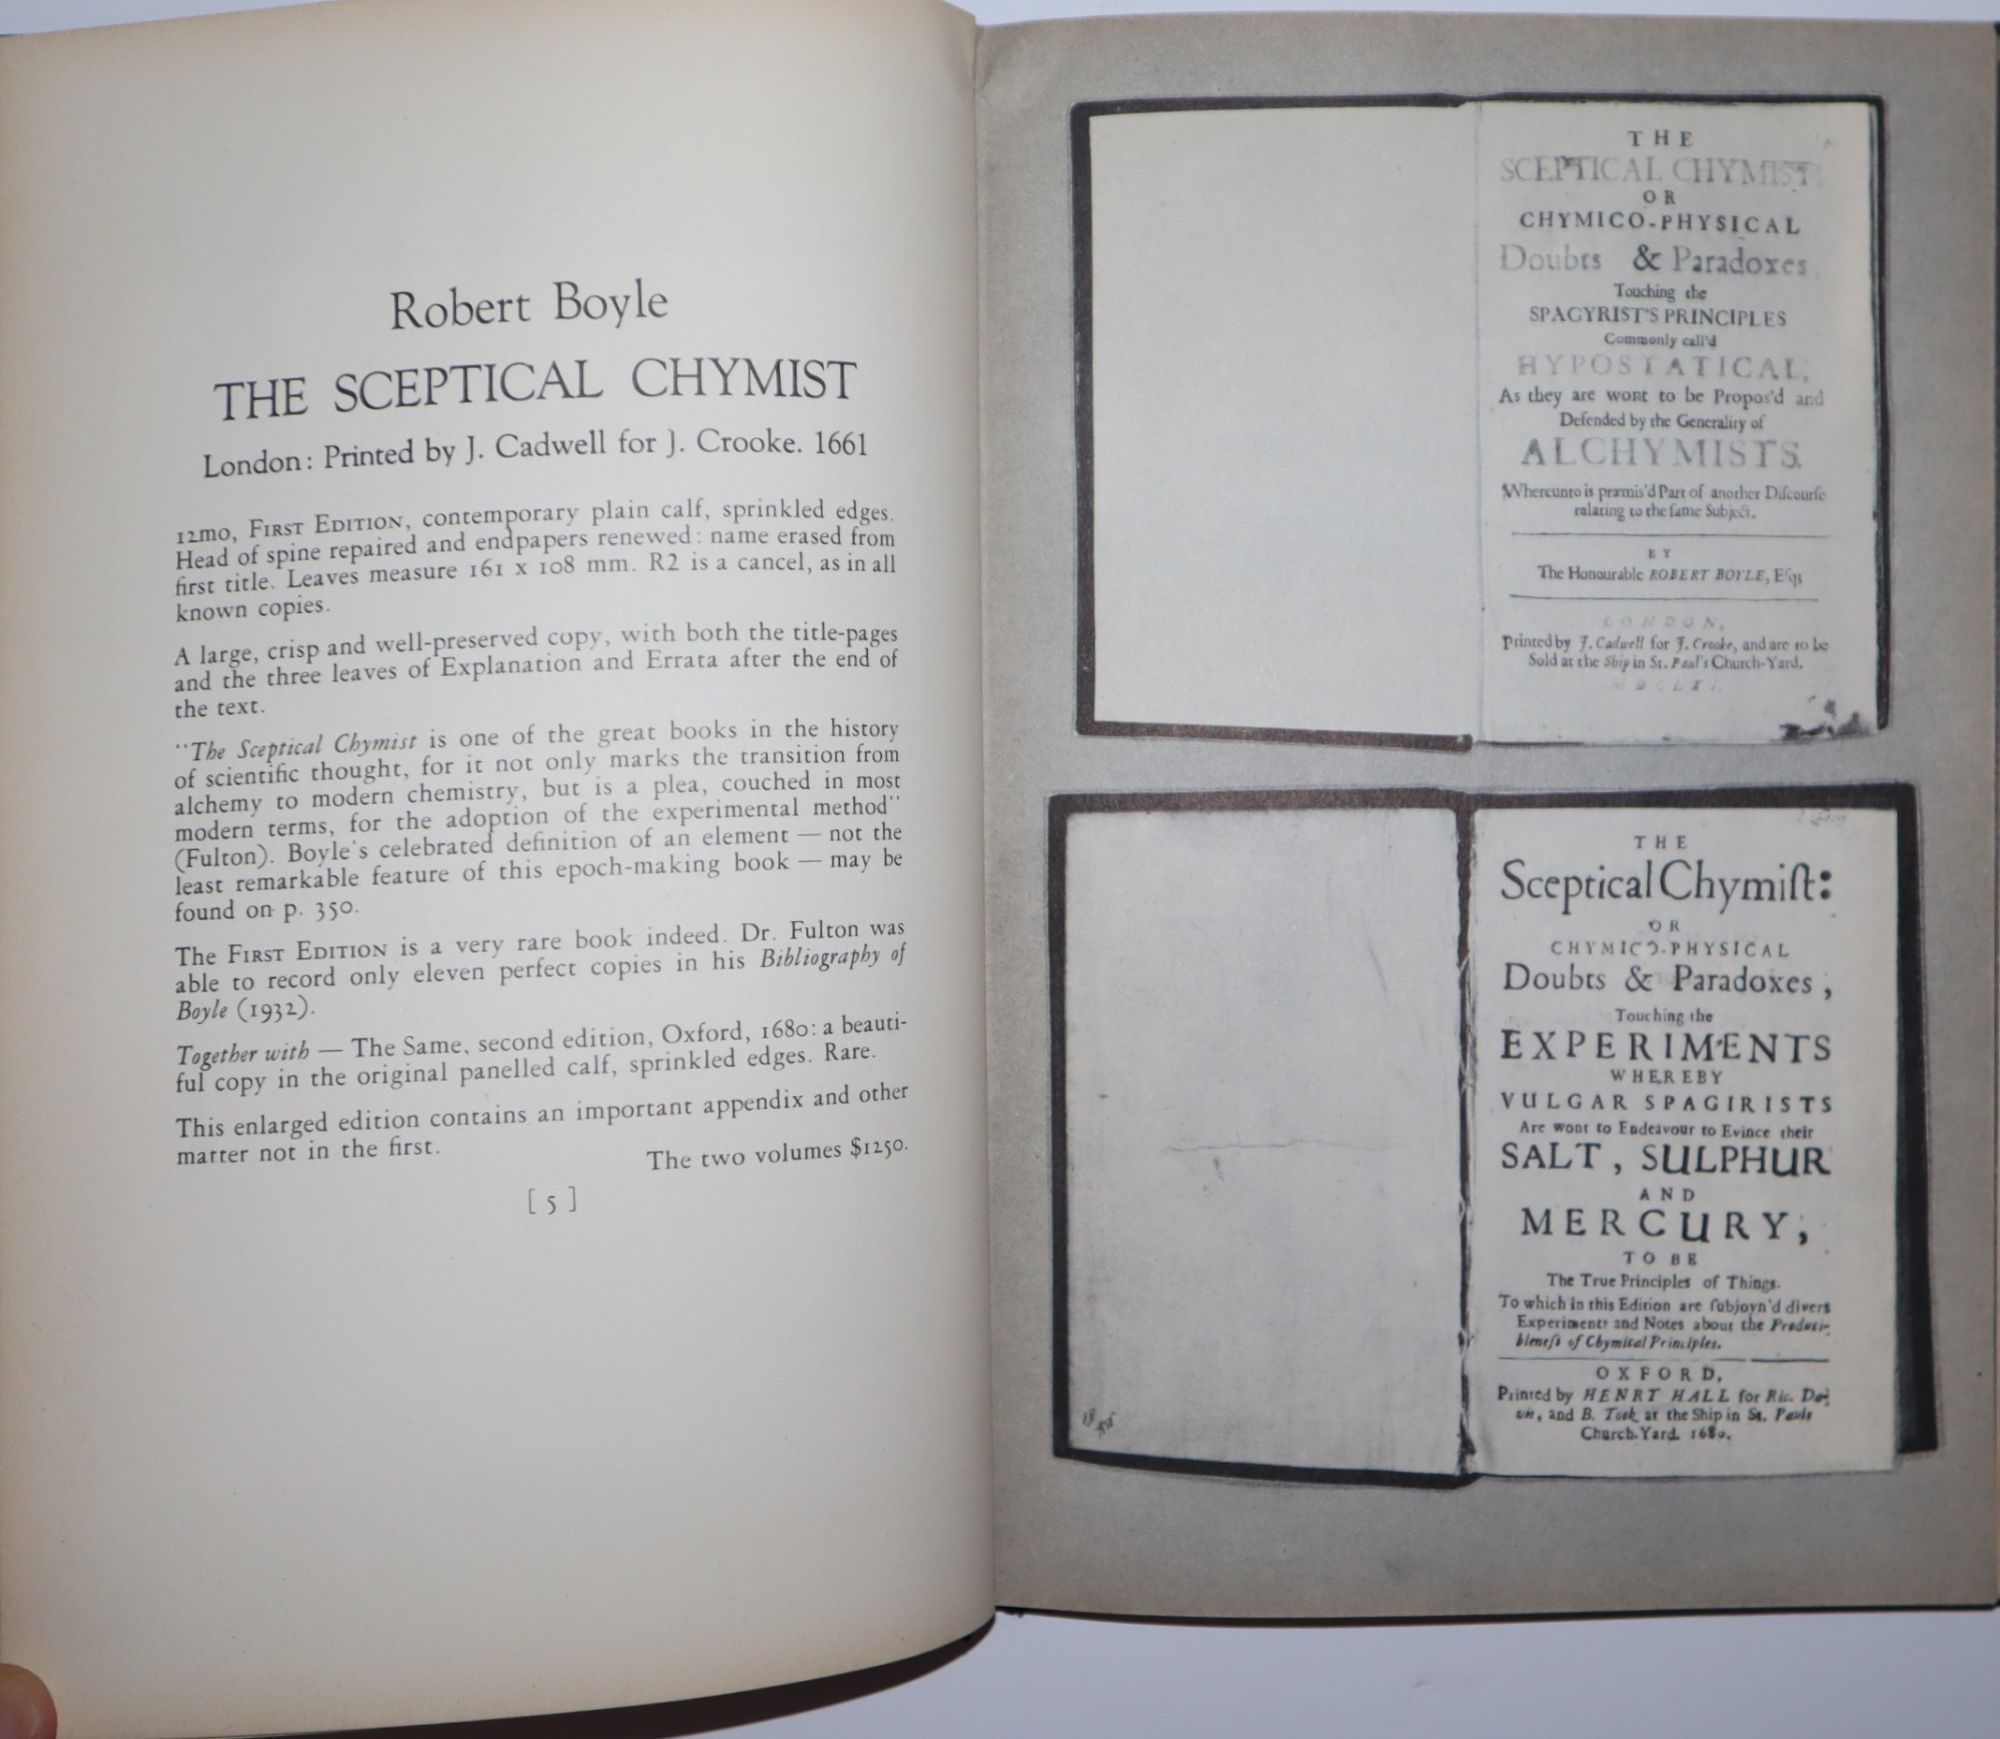 Robert Boyle
THE SCEPTICAL CHYMIST
London: Printed by J. Cadwell for J. Crooke. 1661
12mo, FIRST EDITION, contemporary plain calf, sprinkled edges.
Head of spine repaired and endpapers renewed: name erased from
first title. Leaves measure 161 x 108 mm. R2 is a cancel, as in all
known copies.
A large, crisp and well-preserved copy, with both the title-pages
and the three leaves of Explanation and Errata after the end of
the text.
"The Sceptical Chymist is one of the great books in the history
of scientific thought, for it not only marks the transition from
alchemy to modern chemistry, but is a plea, couched in most
modern terms, for the adoption of the experimental method"
(Fulton). Boyle's celebrated definition of an element — not the
least remarkable feature of this epoch-making book — may be
found on p. 350.
The FIRST EDITION is a very rare book indeed. Dr. Fulton was
able to record only eleven perfect copies in his Bibliography of
Boyle (1932).
Together with — The Same, second edition, Oxford, 1680: a beauti-
ful copy in the original panelled calf, sprinkled edges. Rare.
This enlarged edition contains an important appendix and other
matter not in the first.
The two volumes $1250.
[ 5 ]
THE
SCEPTICAL CHYMIST
OR
CHYMICO-PHYSICAL
Doubts & Paradoxes,
Touching the
SPAGYRIST'S PRINCIPLES
Commonly call'd
HYPOSTATICAL,
As they are wont to be Propos'd and
Defended by the Generality of
ALCHYMISTS.
Whereunto is præmis'd Part of another Diſcourſe
relating to the ſame Subject.
BY
The Honourable ROBERT BOYLE, Eſq;
LONDON,
Printed by J. Cadwell for J. Crooke, and are to be
Sold at the Ship in St. Paul's Church-Yard.
MDCLXI.
THE
Sceptical Chymiſt:
OR
CHYMICO-PHYSICAL
Doubts & Paradoxes,
Touching the
EXPERIMENTS
WHEREBY
VULGAR SPAGIRISTS
Are wont to Endeavour to Evince their
SALT, SULPHUR
AND
MERCURY,
TO BE
The True Principles of Things.
To which in this Edition are ſubjoyn'd divers
Experiments and Notes about the Produci-
bleneſs of Chymical Principles.
OXFORD,
Printed by HENRY HALL for Ric. Da-
vis, and B. Took at the Ship in St. Pauls
Church-Yard. 1680.